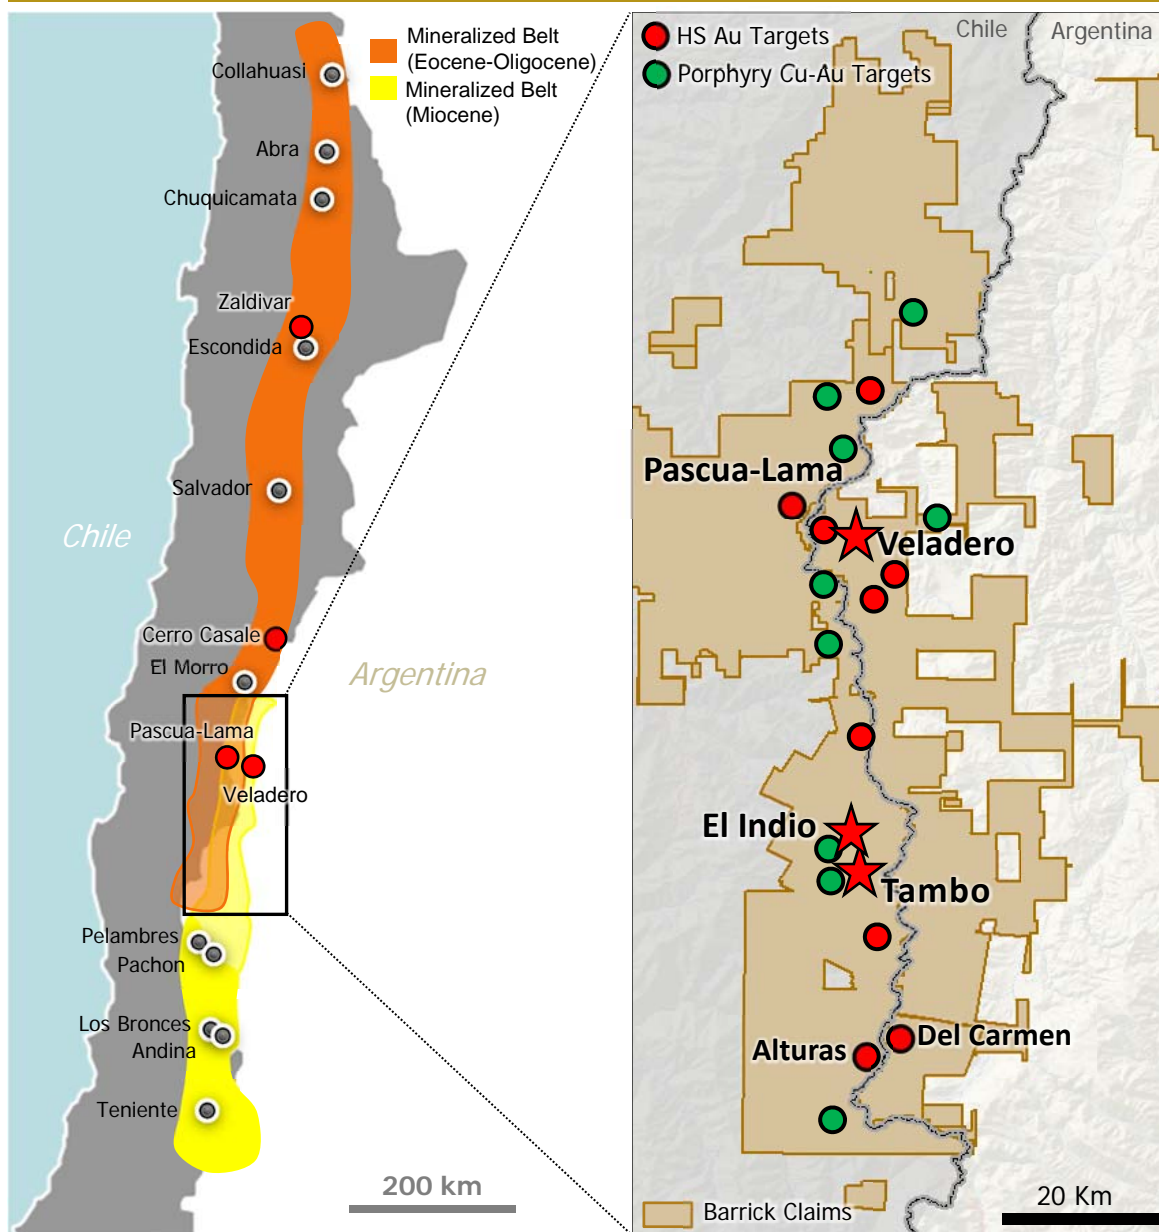 Mineralized Belt
(Eocene-Oligocene)
Mineralized Belt
(Miocene)
Collahuasi
Abra
Chuquicamata
Zaldivar
Escondida
Salvador
Chile
Cerro Casale
El Morro
Argentina
Pascua-Lama
Veladero
Pelambres
Pachon
Los Bronces
Andina
Teniente
200 km
HS Au Targets
Porphyry Cu-Au Targets
Chile
Argentina
Pascua-Lama
Veladero
El Indio
Tambo
Del Carmen
Alturas
Barrick Claims
20 Km